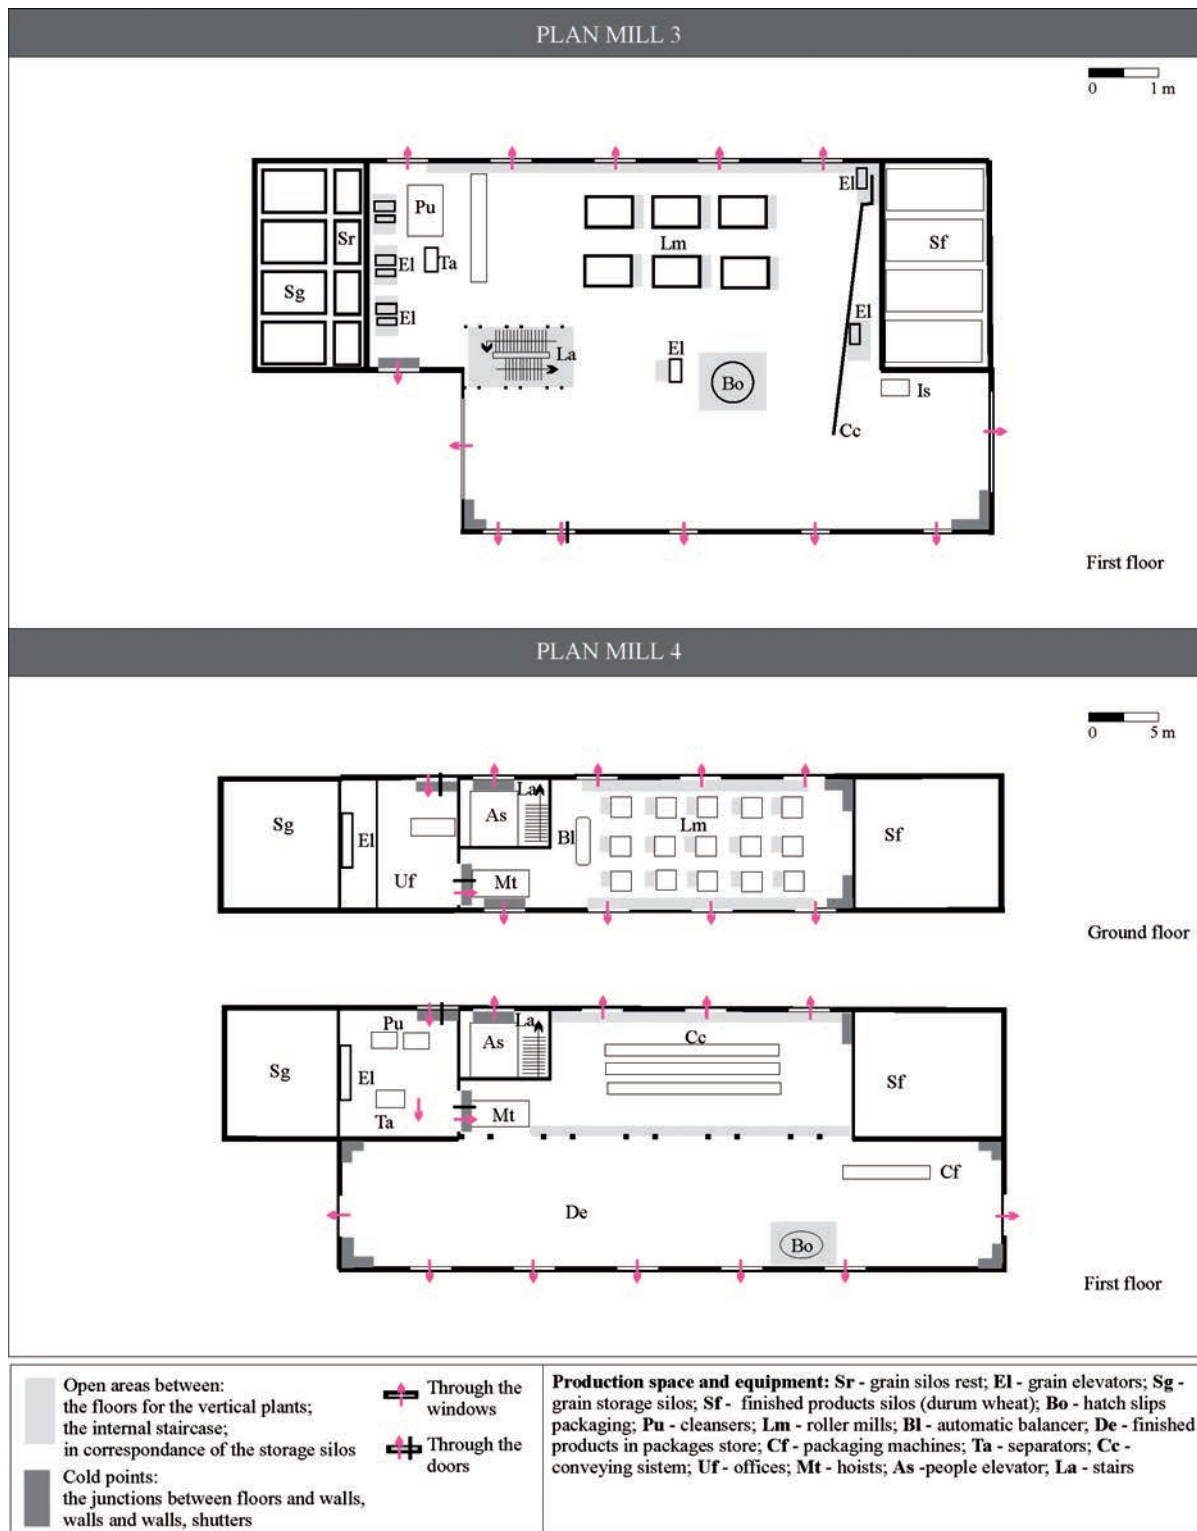 PLAN MILL 3
0 1 m
El
Pu
Sr
Lm
Sf
El
Ta
Sg
El
El
La
El
Bo
Is
Cc
First floor
PLAN MILL 4
0 5 m
La
As
Sg
El
Bl
Lm
Sf
Uf
Mt
Ground floor
Pu
La
As
Cc
Sg
El
Sf
Ta
Mt
Cf
De
Bo
First floor
Open areas between:
the floors for the vertical plants;
the internal staircase;
in correspondance of the storage silos
Cold points:
the junctions between floors and walls,
walls and walls, shutters
Through the
windows
Through the
doors
Production space and equipment: Sr - grain silos rest; El - grain elevators; Sg -
grain storage silos; Sf - finished products silos (durum wheat); Bo - hatch slips
packaging; Pu - cleansers; Lm - roller mills; Bl - automatic balancer; De - finished
products in packages store; Cf - packaging machines; Ta - separators; Cc -
conveying sistem; Uf - offices; Mt - hoists; As -people elevator; La - stairs